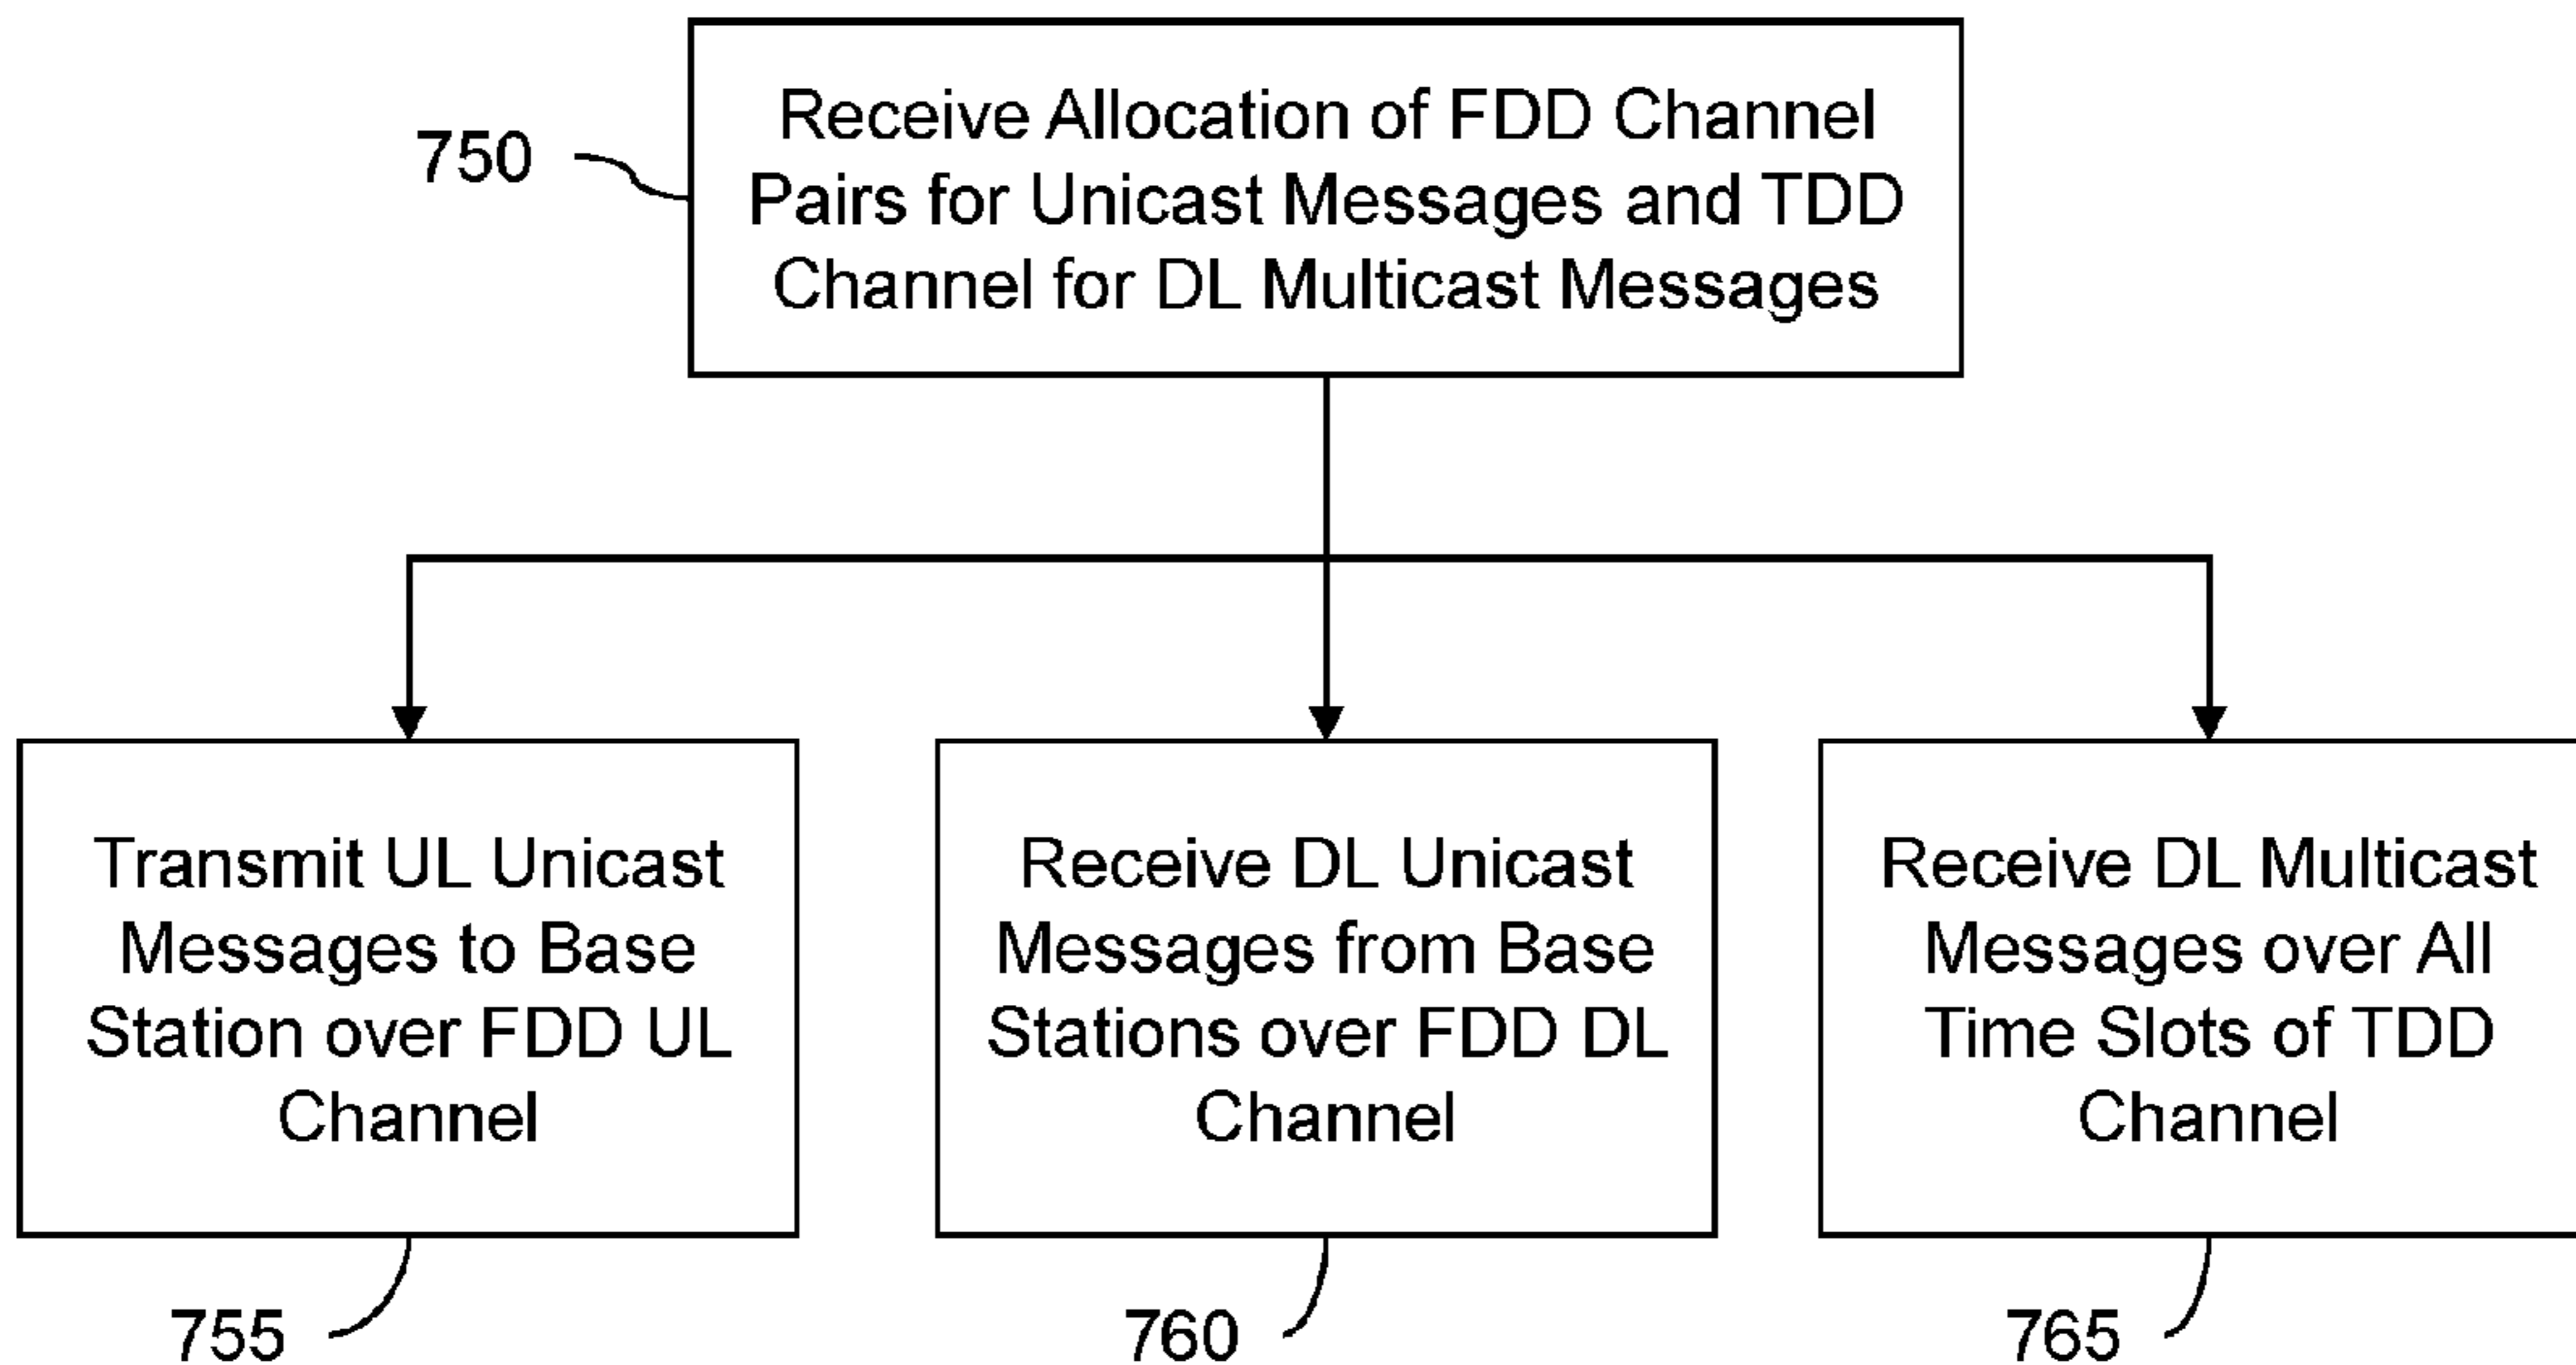 Receive Allocation of FDD Channel
Pairs for Unicast Messages and TDD
Channel for DL Multicast Messages
750
Transmit UL Unicast
Messages to Base
Station over FDD UL
Channel
Receive DL Unicast
Messages from Base
Stations over FDD DL
Channel
Receive DL Multicast
Messages over All
Time Slots of TDD
Channel
755
760
765